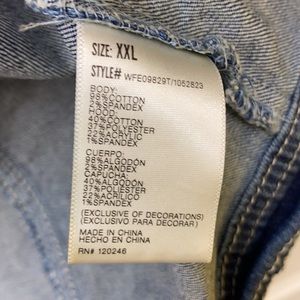 SIZE: XXL
STYLE# WFE09829T/1052823
BODY:
98%COTTON
2%SPANDEX
HOOD:
40%COTTON
37%POLYESTER
22%ACRYLIC
1%SPANDEX
CUERPO:
98%ALGODÓN
2%SPANDEX
CAPUCHA:
40%ALGODÓN
37%POLIESTER
22%ACRILICO
1%SPANDEX
(EXCLUSIVE OF DECORATIONS)
(EXCLUSIVO PARA DECORAR)
MADE IN CHINA
HECHO EN CHINA
RN# 120246